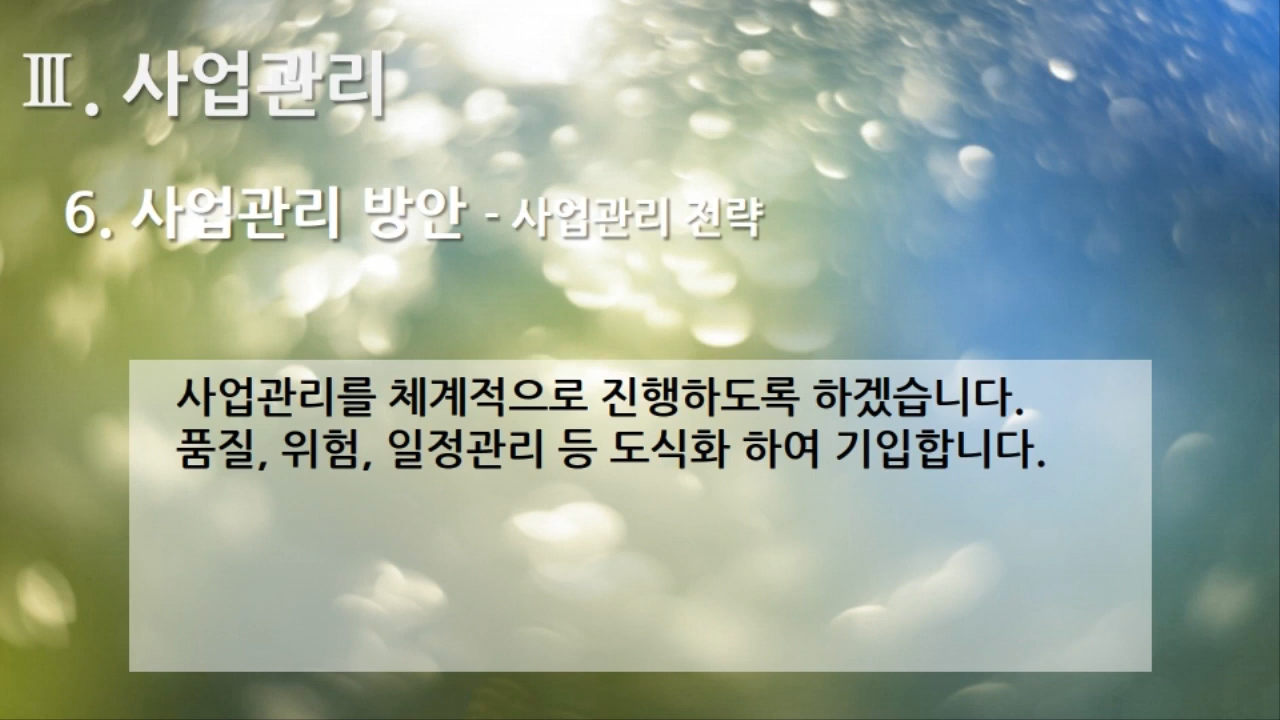 Ⅲ. 사업관리
6. 사업관리 방안 - 사업관리 전략
사업관리를 체계적으로 진행하도록 하겠습니다.
품질, 위험, 일정관리 등 도식화 하여 기입합니다.